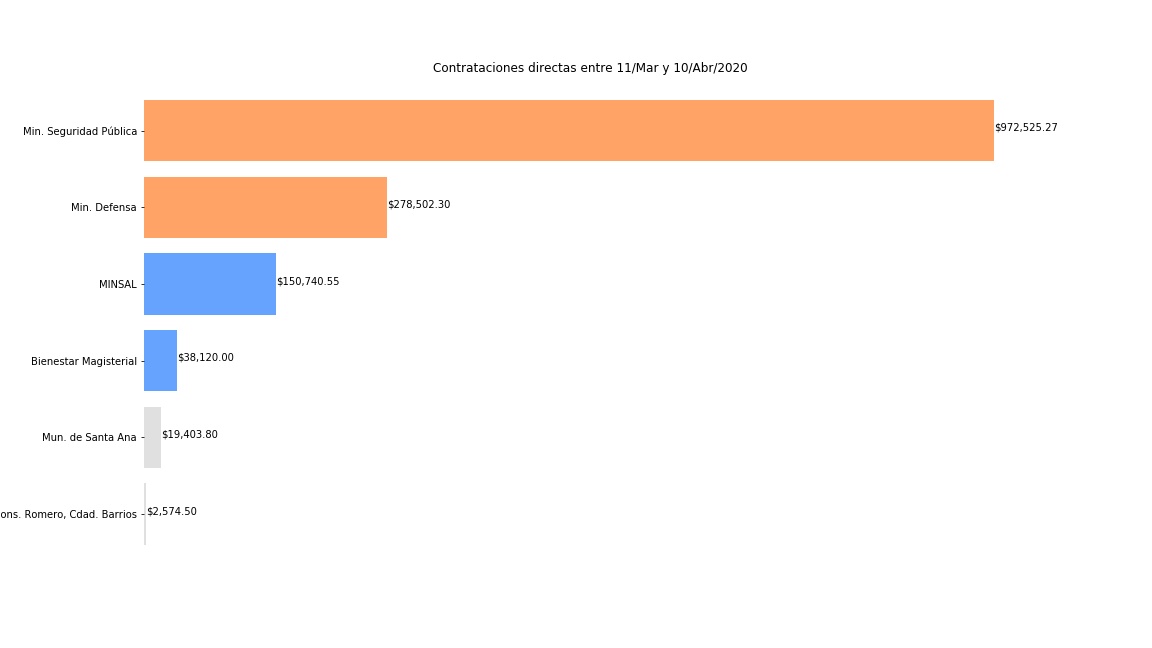 Contrataciones directas entre 11/Mar y 10/Abr/2020
Min. Seguridad Pública $972,525.27
Min. Defensa $278,502.30
MINSAL $150,740.55
Bienestar Magisterial $38,120.00
Mun. de Santa Ana $19,403.80
ons. Romero, Cdad. Barrios $2,574.50